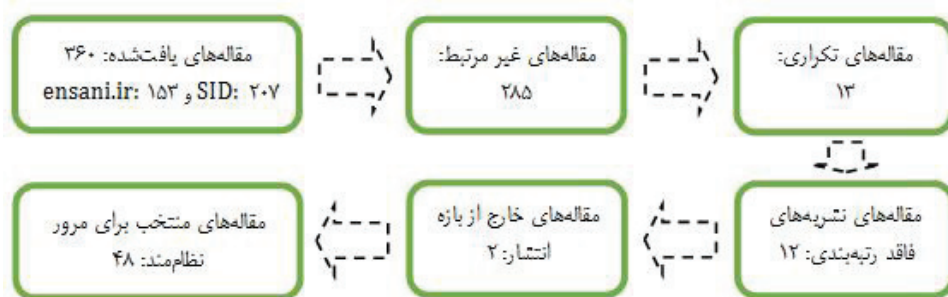 مقاله‌های یافت‌شده: ۳۶۰
SID: ۲۰۷ و ensani.ir: ۱۵۳
مقاله‌های غیر مرتبط:
۲۸۵
مقاله‌های تکراری:
۱۳
مقاله‌های نشریه‌های
فاقد رتبه‌بندی: ۱۲
مقاله‌های خارج از بازه
انتشار: ۲
مقاله‌های منتخب برای مرور
نظام‌مند: ۴۸